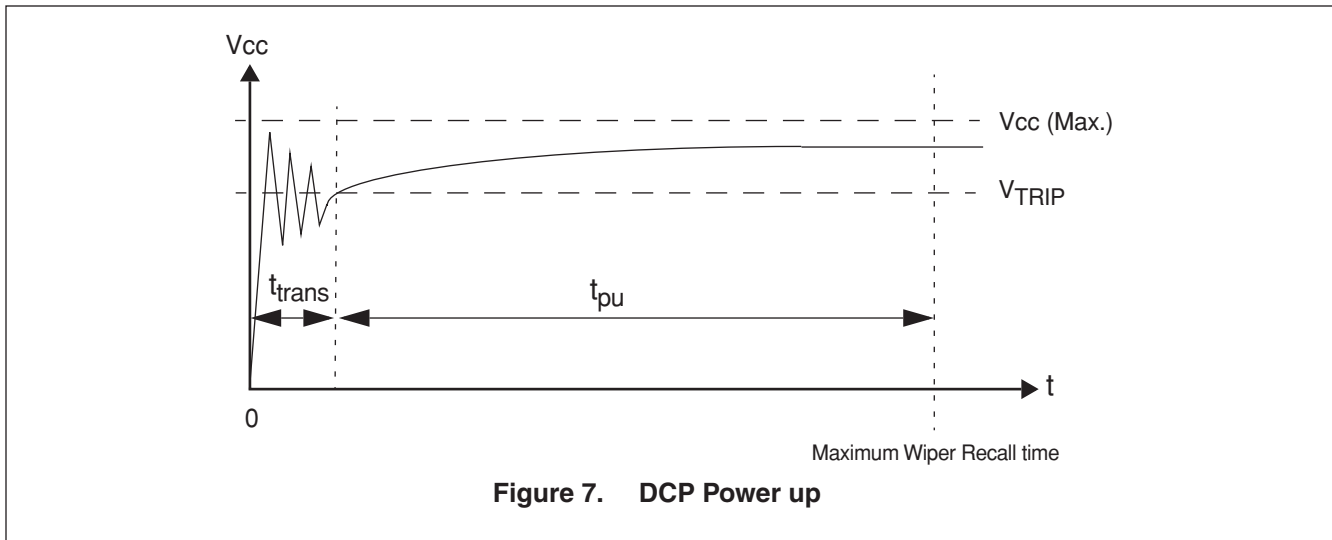 Vcc
Vcc (Max.)
VTRIP
ttrans
tpu
t
0
Maximum Wiper Recall time
Figure 7. DCP Power up